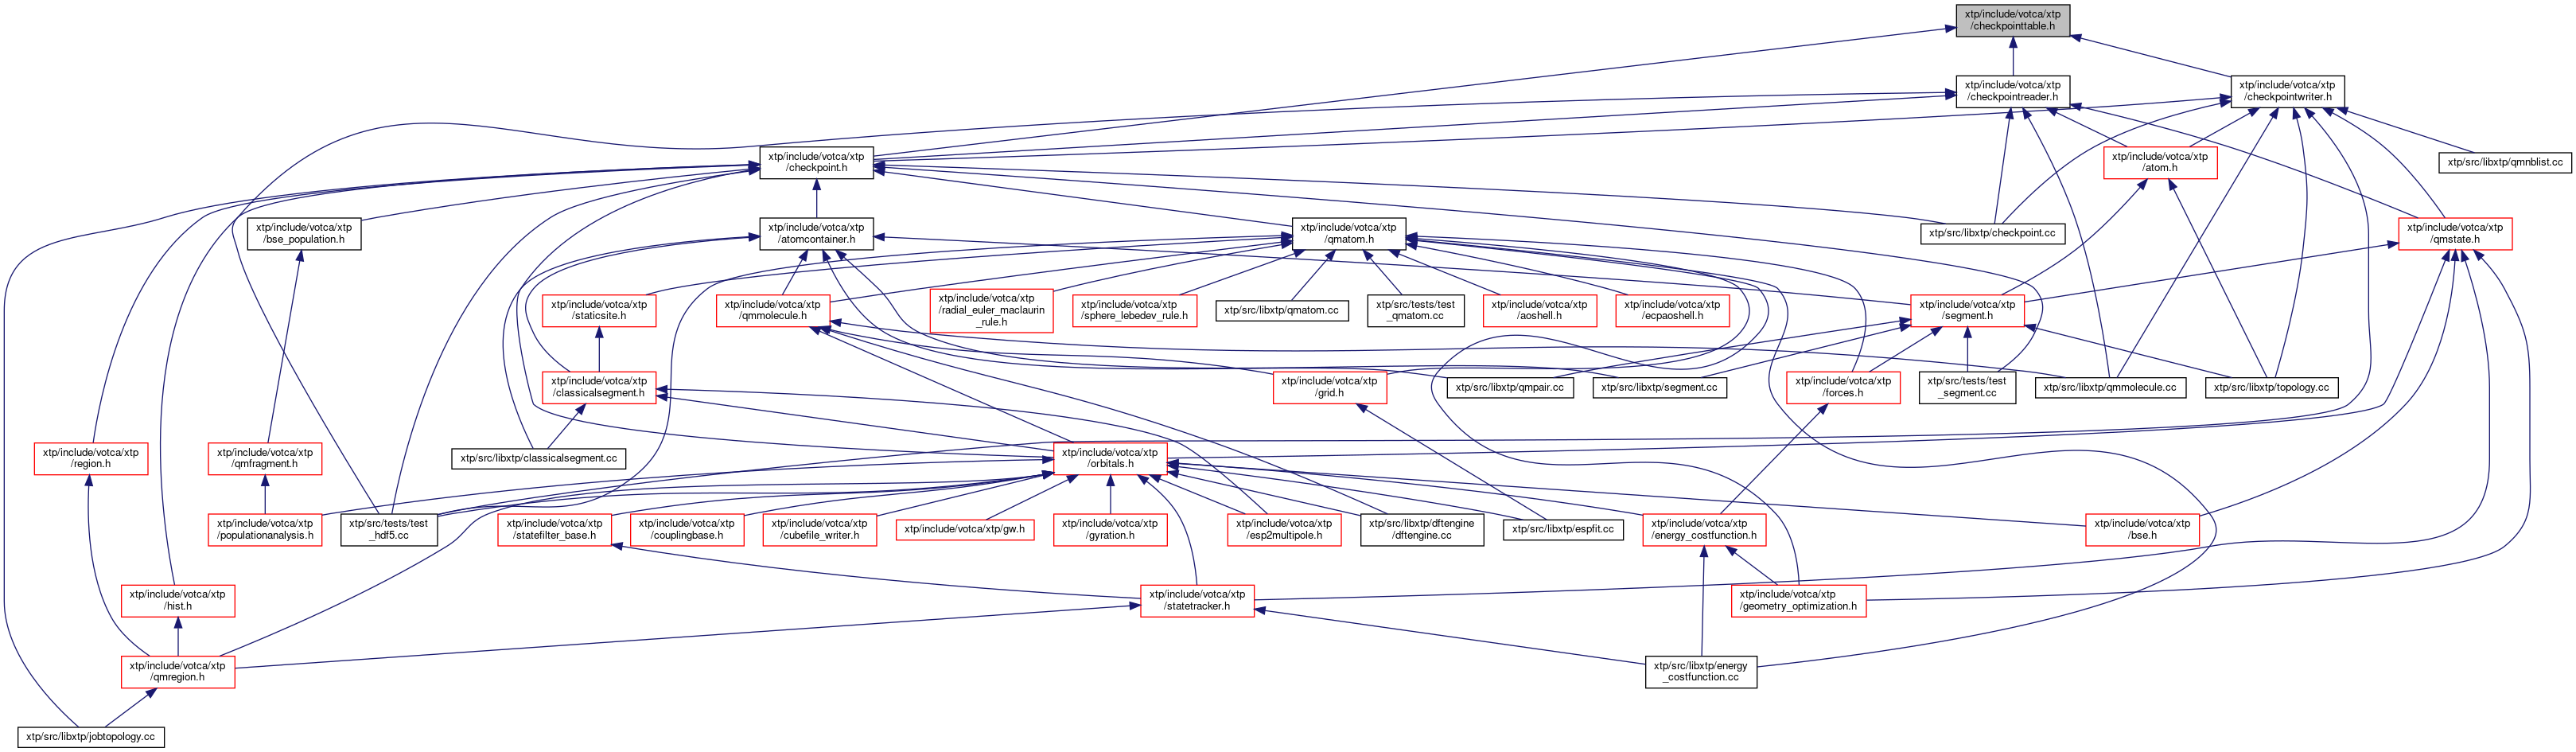 xtp/include/votca/xtp
/checkpointtable.h
xtp/include/votca/xtp
/checkpointreader.h
xtp/include/votca/xtp
/checkpointwriter.h
xtp/include/votca/xtp
/checkpoint.h
xtp/include/votca/xtp
/atom.h
xtp/src/libxtp/qmnblist.cc
xtp/include/votca/xtp
/bse_population.h
xtp/include/votca/xtp
/atomcontainer.h
xtp/include/votca/xtp
/qmatom.h
xtp/src/libxtp/checkpoint.cc
xtp/include/votca/xtp
/qmstate.h
xtp/include/votca/xtp
/staticsite.h
xtp/include/votca/xtp
/qmmolecule.h
xtp/include/votca/xtp
/radial_euler_maclaurin
_rule.h
xtp/include/votca/xtp
/sphere_lebedev_rule.h
xtp/src/libxtp/qmatom.cc
xtp/src/tests/test
_qmatom.cc
xtp/include/votca/xtp
/aoshell.h
xtp/include/votca/xtp
/ecpaoshell.h
xtp/include/votca/xtp
/segment.h
xtp/include/votca/xtp
/classicalsegment.h
xtp/include/votca/xtp
/grid.h
xtp/src/libxtp/qmpair.cc
xtp/src/libxtp/segment.cc
xtp/include/votca/xtp
/forces.h
xtp/src/tests/test
_segment.cc
xtp/src/libxtp/qmmolecule.cc
xtp/src/libxtp/topology.cc
xtp/include/votca/xtp
/region.h
xtp/include/votca/xtp
/qmfragment.h
xtp/src/libxtp/classicalsegment.cc
xtp/include/votca/xtp
/orbitals.h
xtp/include/votca/xtp
/populationanalysis.h
xtp/src/tests/test
_hdf5.cc
xtp/include/votca/xtp
/statefilter_base.h
xtp/include/votca/xtp
/couplingbase.h
xtp/include/votca/xtp
/cubefile_writer.h
xtp/include/votca/xtp/gw.h
xtp/include/votca/xtp
/gyration.h
xtp/include/votca/xtp
/esp2multipole.h
xtp/src/libxtp/dftengine
/dftengine.cc
xtp/src/libxtp/espfit.cc
xtp/include/votca/xtp
/energy_costfunction.h
xtp/include/votca/xtp
/bse.h
xtp/include/votca/xtp
/hist.h
xtp/include/votca/xtp
/statetracker.h
xtp/include/votca/xtp
/geometry_optimization.h
xtp/include/votca/xtp
/qmregion.h
xtp/src/libxtp/energy
_costfunction.cc
xtp/src/libxtp/jobtopology.cc